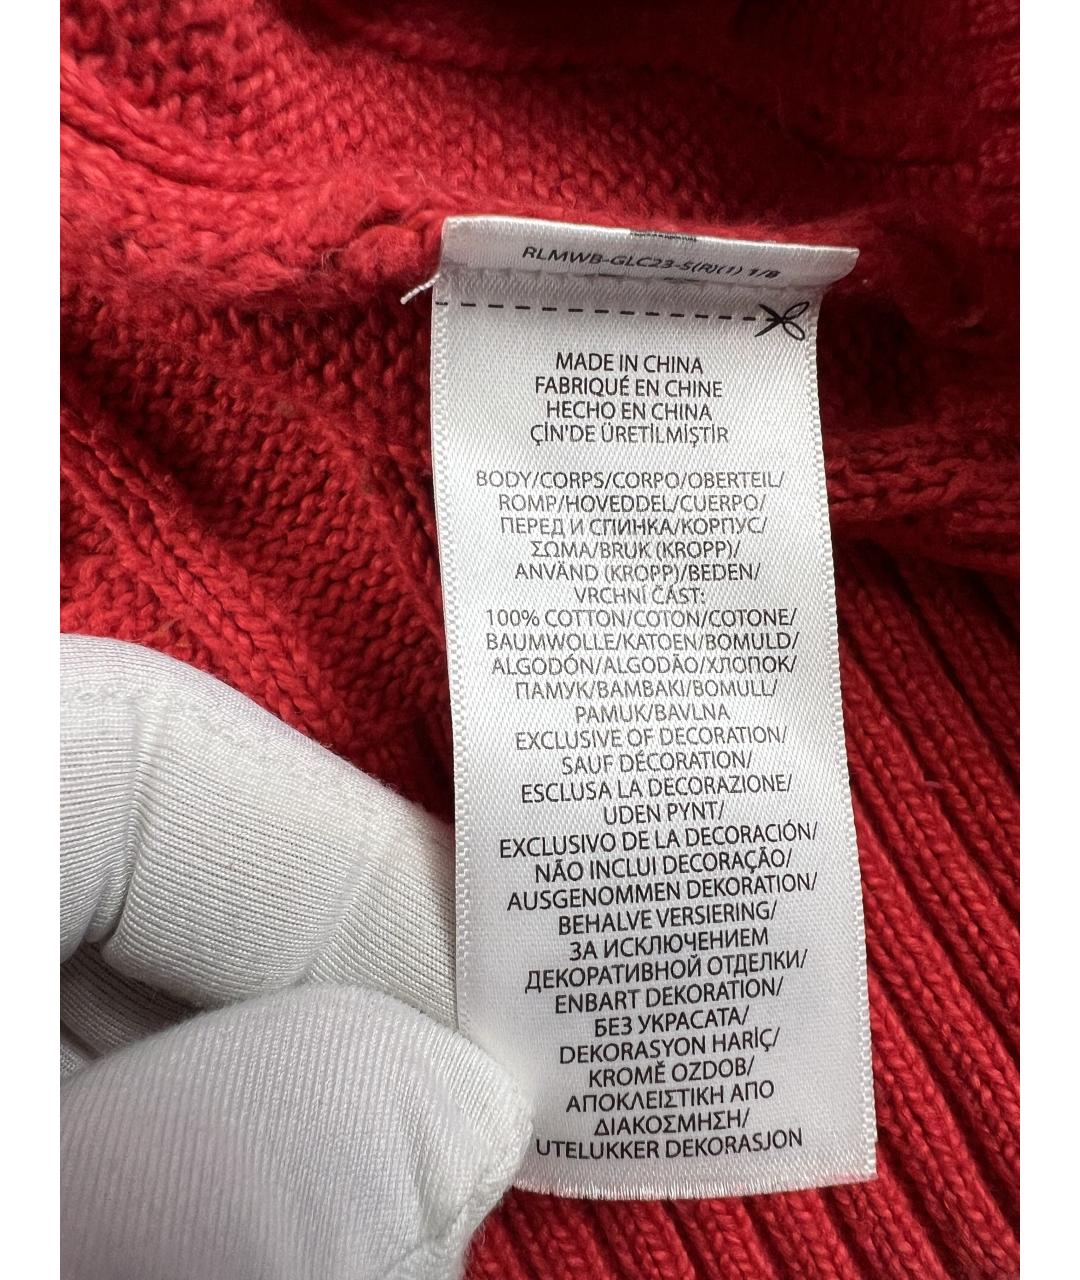 RLMWB-GLC23-S(R)(1) 1/8
MADE IN CHINA
FABRIQUÉ EN CHINE
HECHO EN CHINA
ÇİN'DE ÜRETİLMİŞTİR
BODY/CORPS/CORPO/OBERTEIL/
ROMP/HOVEDDEL/CUERPO/
ПЕРЕД И СПИНКА/КОРПУС/
ΣΩΜΑ/BRUK (KROPP)/
ANVÄND (KROPP)/BEDEN/
VRCHNÍ ČÁST:
100% COTTON/COTON/COTONE/
BAUMWOLLE/KATOEN/BOMULD/
ALGODÓN/ALGODÃO/ХЛОПОК/
ПАМУК/ΒΑΜΒΑΚΙ/BOMULL/
PAMUK/BAVLNA
EXCLUSIVE OF DECORATION/
SAUF DÉCORATION/
ESCLUSA LA DECORAZIONE/
UDEN PYNT/
EXCLUSIVO DE LA DECORACIÓN/
NÃO INCLUI DECORAÇÃO/
AUSGENOMMEN DEKORATION/
BEHALVE VERSIERING/
ЗА ИСКЛЮЧЕНИЕМ
ДЕКОРАТИВНОЙ ОТДЕЛКИ/
ENBART DEKORATION/
БЕЗ УКРАСАТА/
DEKORASYON HARİÇ/
KROMĚ OZDOB/
ΑΠΟΚΛΕΙΣΤΙΚΗ ΑΠΟ
ΔΙΑΚΟΣΜΗΣΗ/
UTELUKKER DEKORASJON